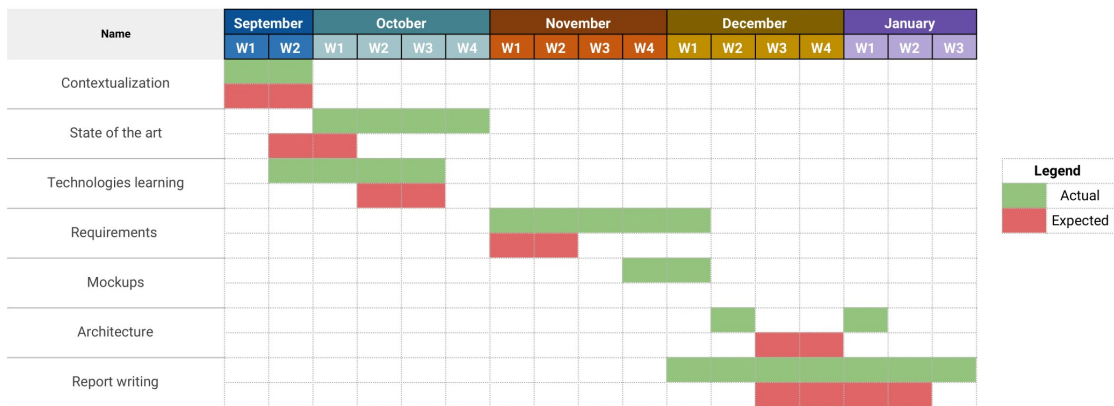 Name
September October November December January
W1 W2 W1 W2 W3 W4 W1 W2 W3 W4 W1 W2 W3 W4 W1 W2 W3
Contextualization
State of the art
Technologies learning
Requirements
Mockups
Architecture
Report writing
Legend
Actual
Expected